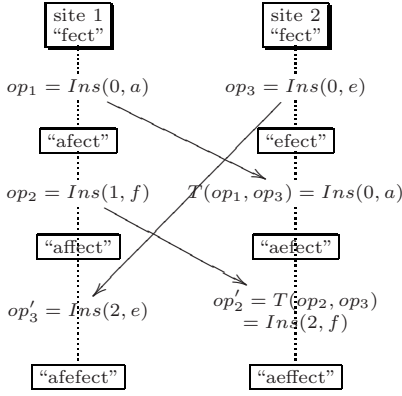 site 1
“fect”
site 2
“fect”
op₁ = Ins(0, a)
op₃ = Ins(0, e)
“afect”
“efect”
op₂ = Ins(1, f)
T(op₁, op₃) = Ins(0, a)
“affect”
“aefect”
op′₃ = Ins(2, e)
op′₂ = T(op₂, op₃)
= Ins(2, f)
“afefect”
“aeffect”